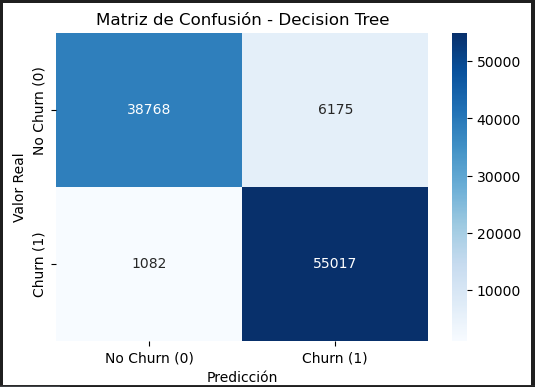 Matriz de Confusión - Decision Tree
No Churn (0)
38768
6175
Churn (1)
1082
55017
Valor Real
No Churn (0)
Churn (1)
Predicción
50000
40000
30000
20000
10000